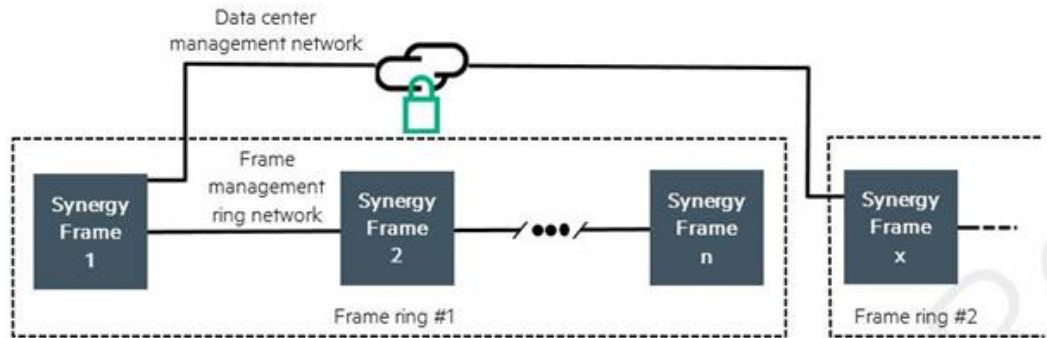 Data center
management network
Frame
management
ring network
Synergy
Frame
1
Synergy
Frame
2
Synergy
Frame
n
Synergy
Frame
x
Frame ring #1
Frame ring #2